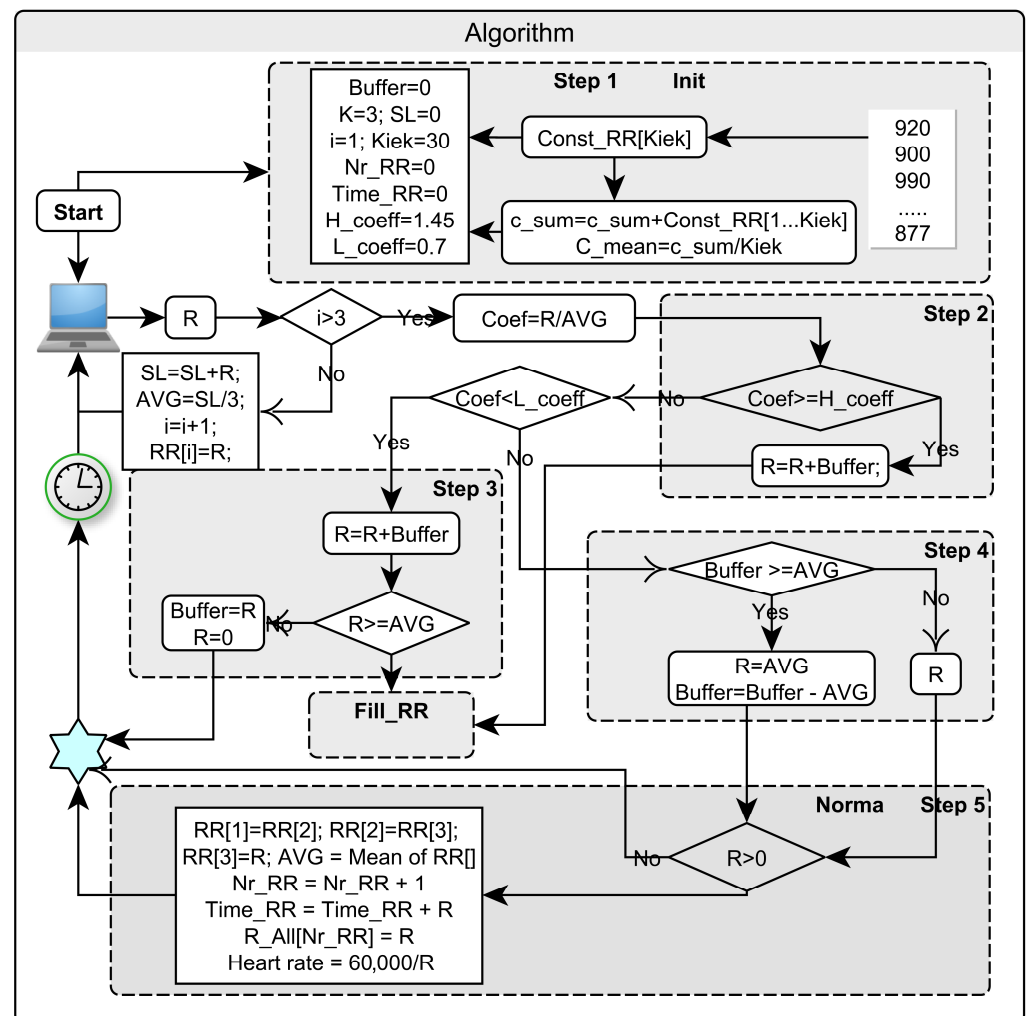 Algorithm
Step 1 Init
Buffer=0
K=3; SL=0
i=1; Kiek=30
Nr_RR=0
Time_RR=0
H_coeff=1.45
L_coeff=0.7
Const_RR[Kiek]
c_sum=c_sum+Const_RR[1...Kiek]
C_mean=c_sum/Kiek
920
900
990
.....
877
Start
R
i>3
Yes
Coef=R/AVG
No
SL=SL+R;
AVG=SL/3;
i=i+1;
RR[i]=R;
Step 2
Coef>=H_coeff
No
Yes
R=R+Buffer;
Coef<L_coeff
Yes
No
Step 3
R=R+Buffer
R>=AVG
No
Buffer=R
R=0
Fill_RR
Step 4
Buffer >=AVG
Yes
No
R=AVG
Buffer=Buffer - AVG
R
Norma Step 5
R>0
No
RR[1]=RR[2]; RR[2]=RR[3];
RR[3]=R; AVG = Mean of RR[]
Nr_RR = Nr_RR + 1
Time_RR = Time_RR + R
R_All[Nr_RR] = R
Heart rate = 60,000/R